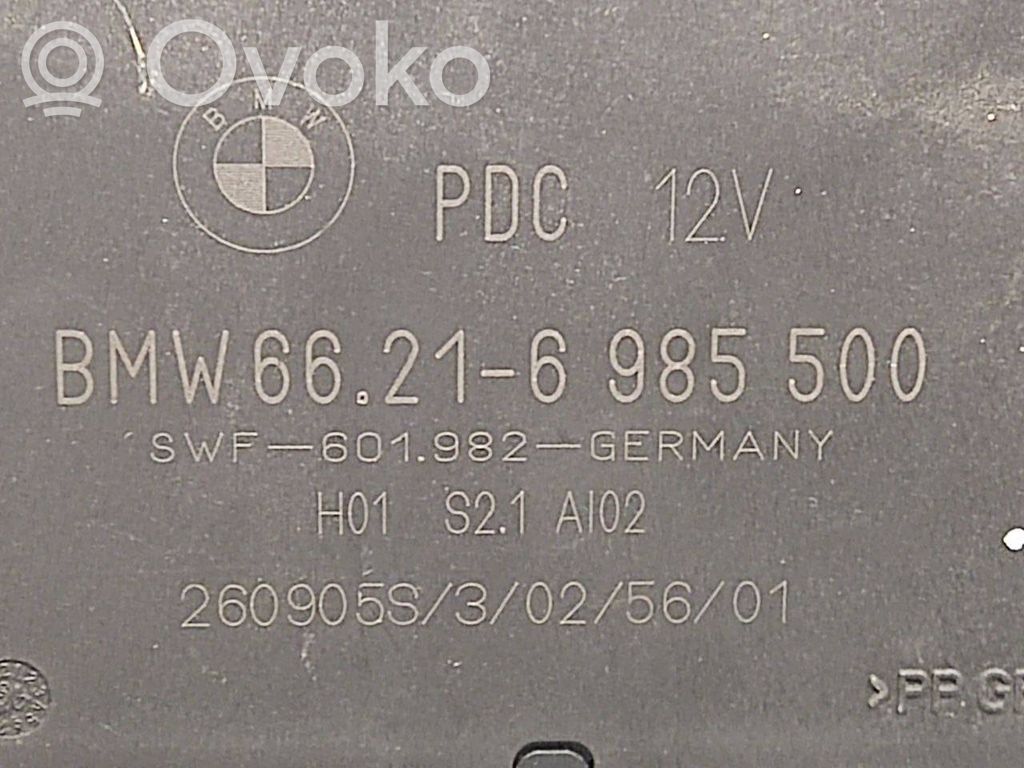 Ovoko
BMW
PDC 12V
BMW 66.21-6 985 500
SWF-601.982-GERMANY
H01 S2.1 AI02
260905S/3/02/56/01
>PP